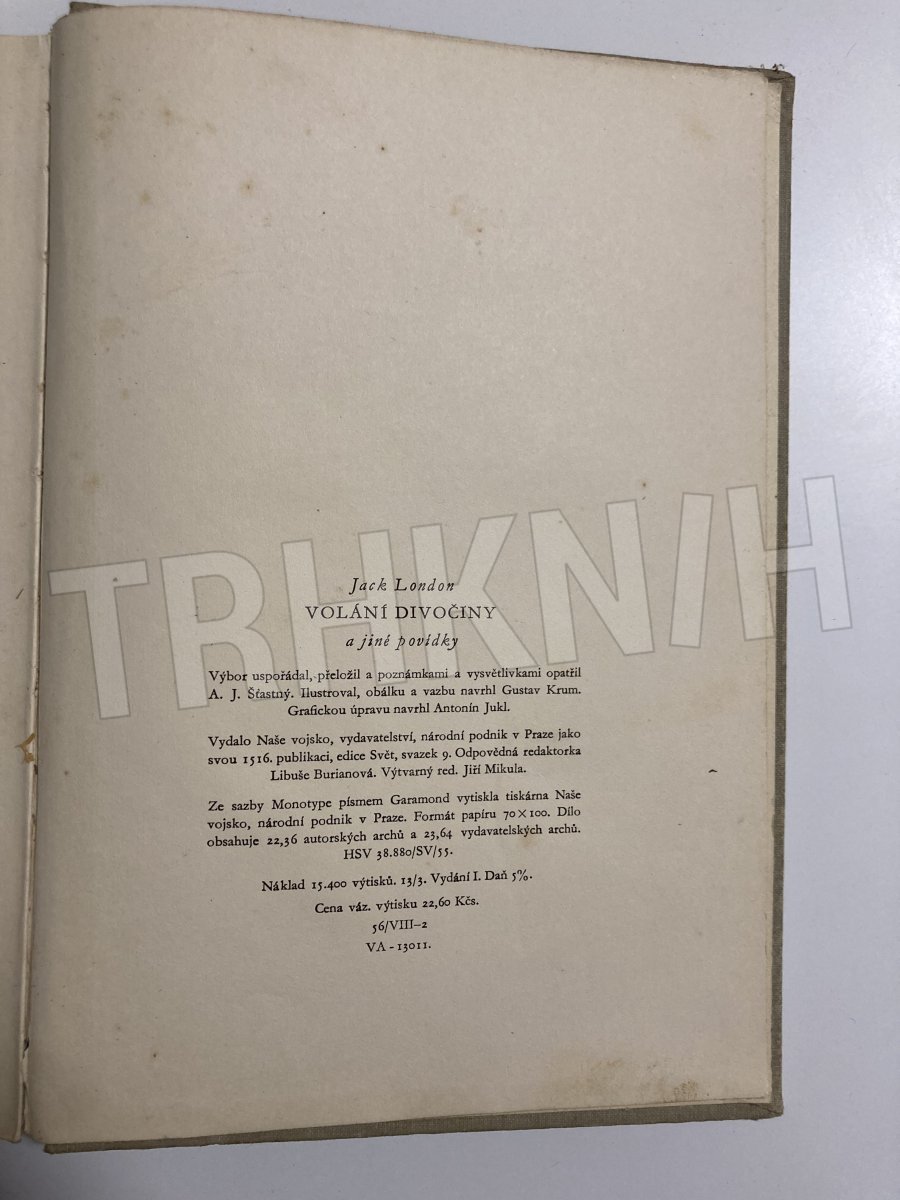 Jack London
VOLÁNÍ DIVOČINY
a jiné povídky
Výbor uspořádal, přeložil a poznámkami a vysvětlivkami opatřil
A. J. Šťastný. Ilustroval, obálku a vazbu navrhl Gustav Krum.
Grafickou úpravu navrhl Antonín Jukl.
Vydalo Naše vojsko, vydavatelství, národní podnik v Praze jako
svou 1516. publikaci, edice Svět, svazek 9. Odpovědná redaktorka
Libuše Burianová. Výtvarný red. Jiří Mikula.
Ze sazby Monotype písmem Garamond vytiskla tiskárna Naše
vojsko, národní podnik v Praze. Formát papíru 70×100. Dílo
obsahuje 22,36 autorských archů a 23,64 vydavatelských archů.
HSV 38.880/SV/55.
Náklad 15.400 výtisků. 13/3. Vydání I. Daň 5%.
Cena váz. výtisku 22,60 Kčs.
56/VIII–2
VA - 13011.
TRHKNIH